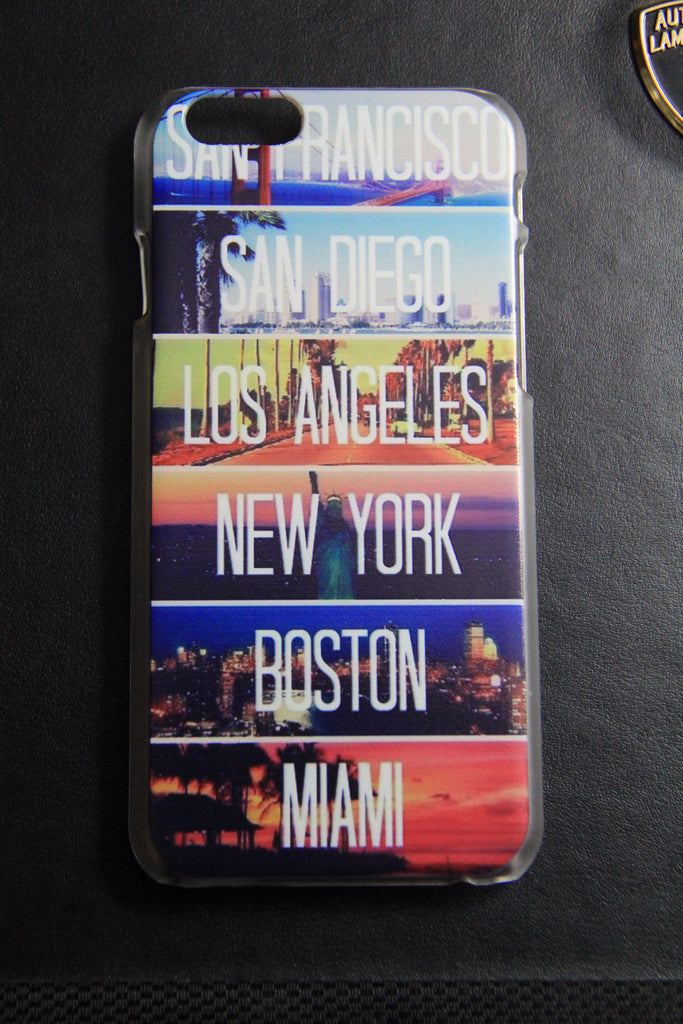 SAN FRANCISCO
SAN DIEGO
LOS ANGELES
NEW YORK
BOSTON
MIAMI